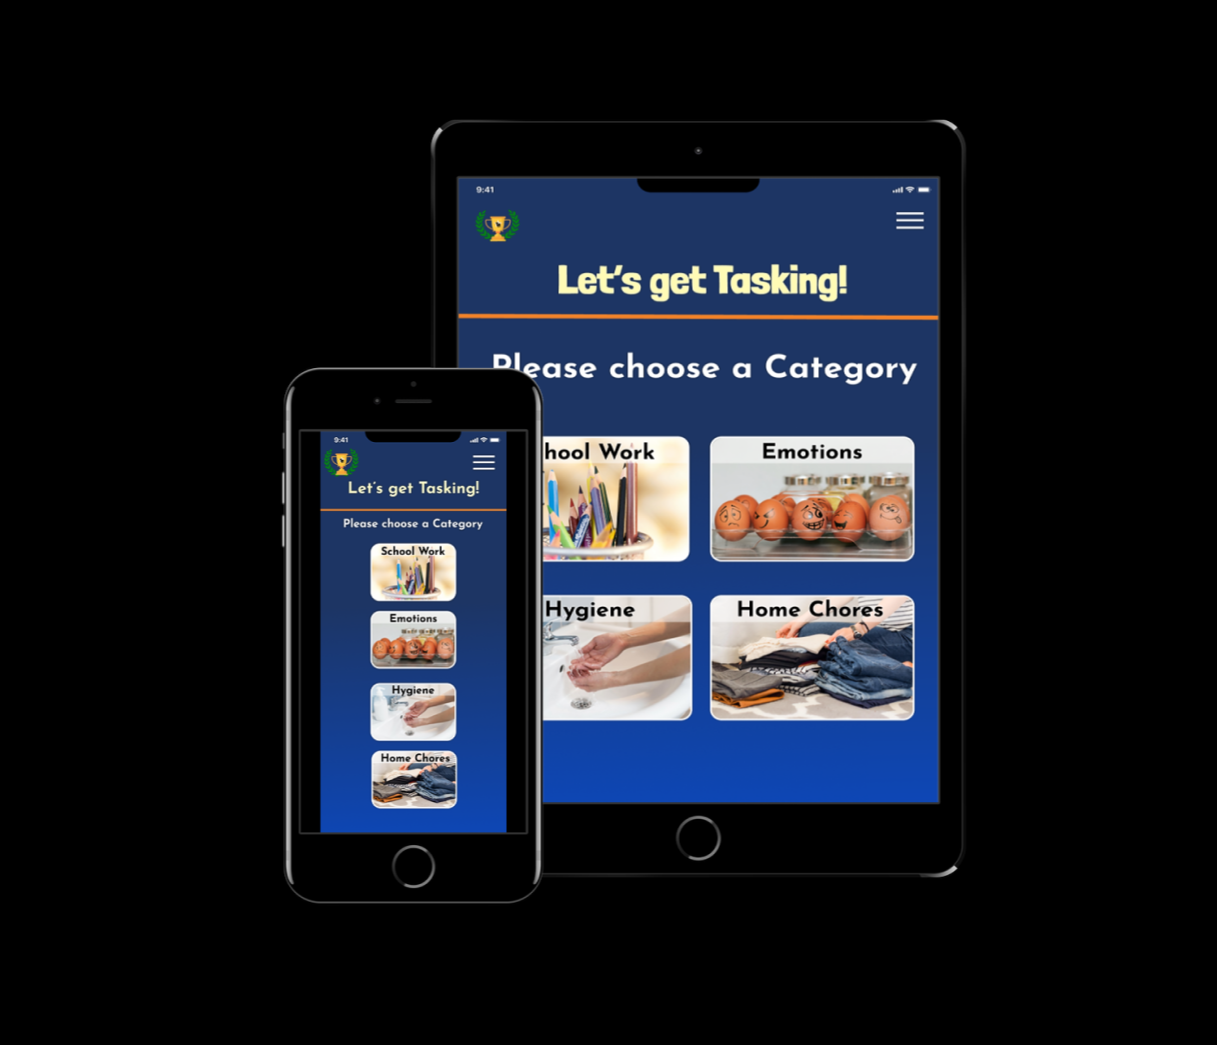 9:41
Let's get Tasking!
Please choose a Category
hool Work
Emotions
Hygiene
Home Chores
9:41
Let's get Tasking!
Please choose a Category
School Work
Emotions
Hygiene
Home Chores